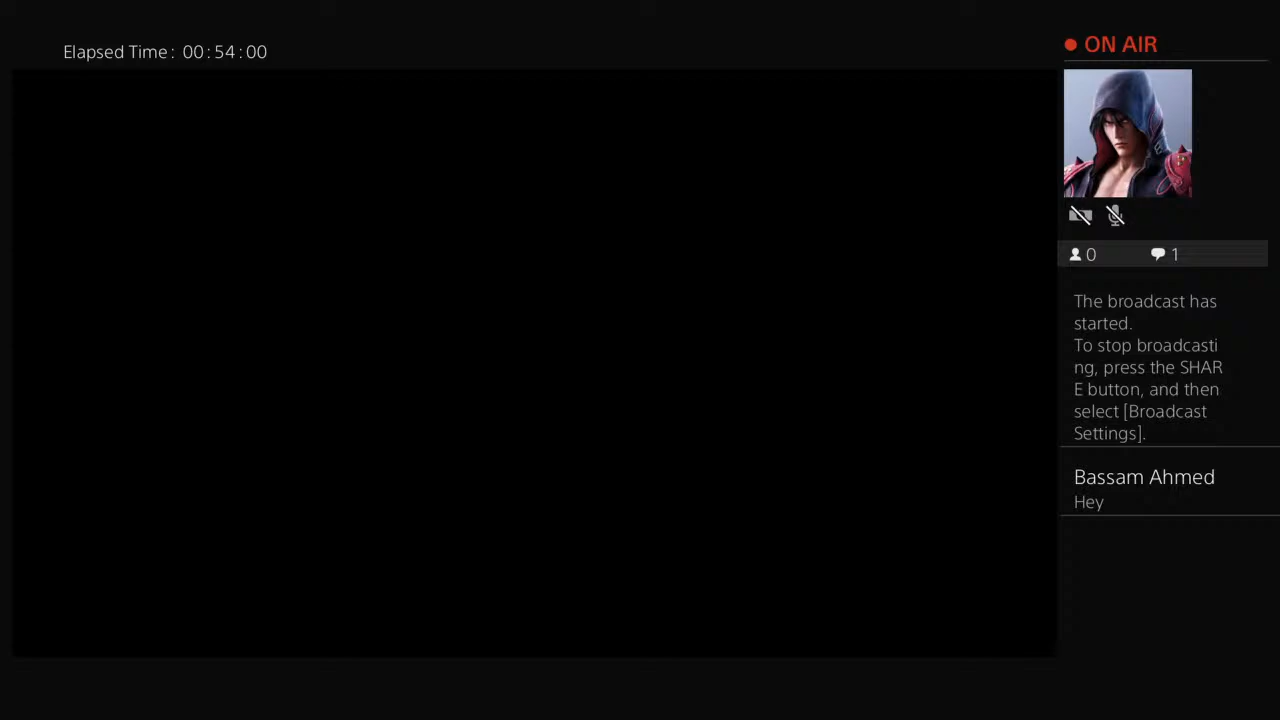 Elapsed Time: 00:54:00
ON AIR
0 1
The broadcast has
started.
To stop broadcasti
ng, press the SHAR
E button, and then
select [Broadcast
Settings].
Bassam Ahmed
Hey